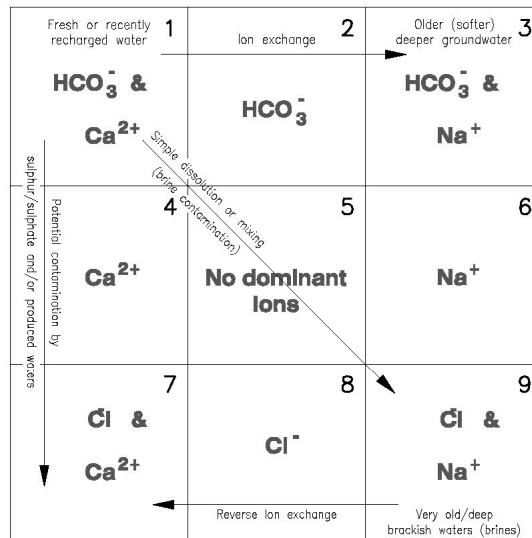 Fresh or recently
recharged water
1
Ion exchange
2
Older (softer)
deeper groundwater
3
HCO₃⁻ &
Ca²⁺
HCO₃⁻
HCO₃⁻ &
Na⁺
Simple dissolution or mixing
(brine contamination)
Potential contamination by
sulphur/sulphate and/or produced waters
4
Ca²⁺
5
No dominant
Ions
6
Na⁺
7
Cl⁻ &
Ca²⁺
8
Cl⁻
9
Cl⁻ &
Na⁺
Reverse Ion exchange
Very old/deep
brackish waters (brines)